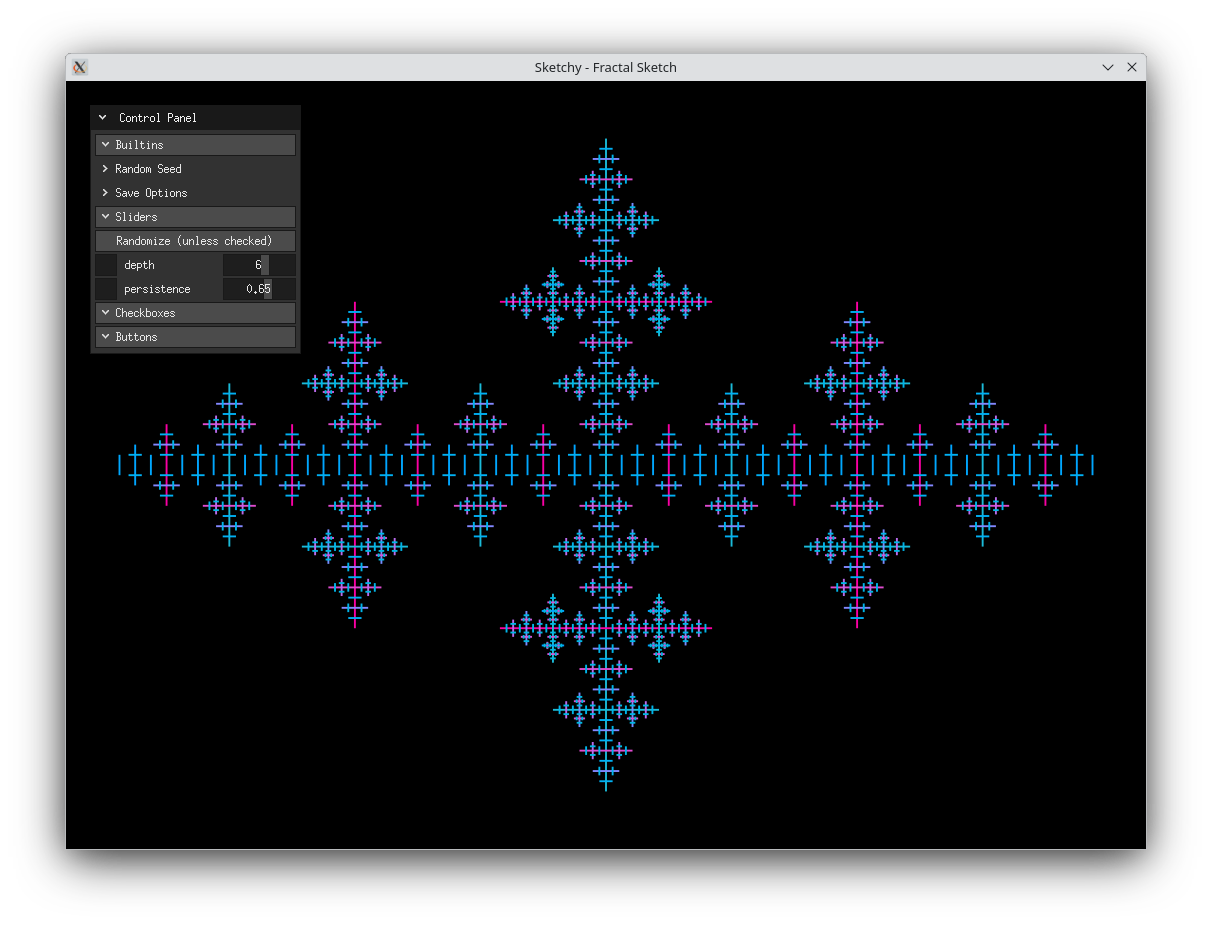 Sketchy - Fractal Sketch
Control Panel
Builtins
Random Seed
Save Options
Sliders
Randomize (unless checked)
depth 6
persistence 0.65
Checkboxes
Buttons